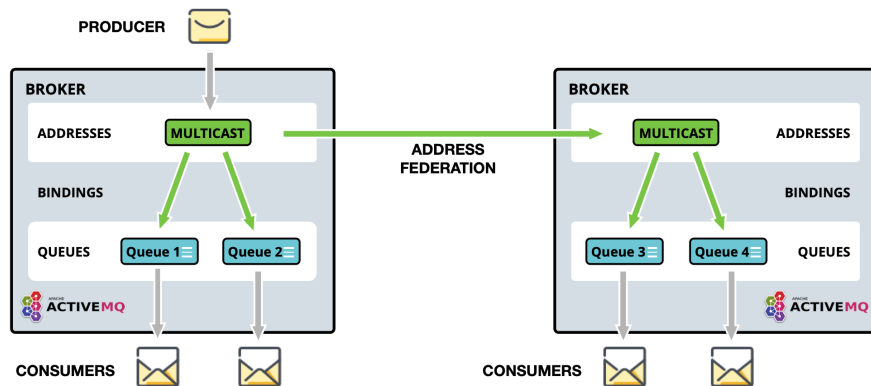 PRODUCER
BROKER
ADDRESSES
MULTICAST
BINDINGS
QUEUES
Queue 1
Queue 2
APACHE
ACTIVEMQ
CONSUMERS
ADDRESS
FEDERATION
BROKER
MULTICAST
ADDRESSES
BINDINGS
Queue 3
Queue 4
QUEUES
APACHE
ACTIVEMQ
CONSUMERS